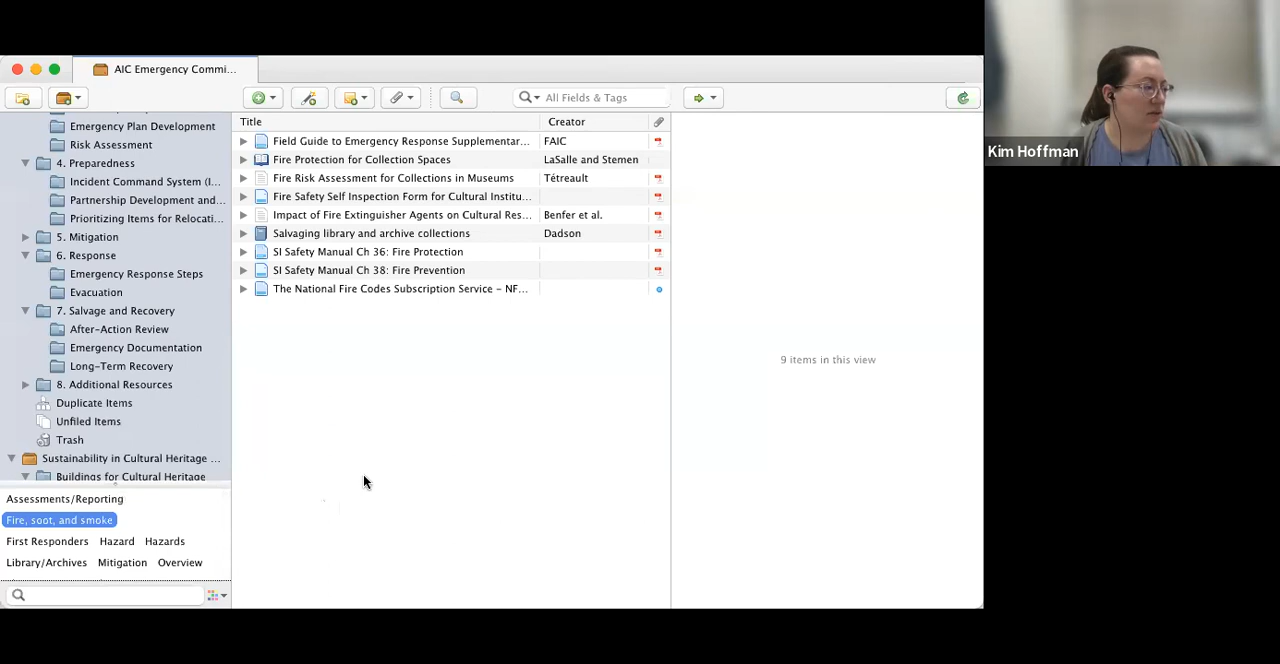 AIC Emergency Commi...
All Fields & Tags
Emergency Plan Development
Risk Assessment
4. Preparedness
Incident Command System (I...
Partnership Development and...
Prioritizing Items for Relocati...
5. Mitigation
6. Response
Emergency Response Steps
Evacuation
7. Salvage and Recovery
After-Action Review
Emergency Documentation
Long-Term Recovery
8. Additional Resources
Duplicate Items
Unfiled Items
Trash
Sustainability in Cultural Heritage ...
Buildings for Cultural Heritage
Assessments/Reporting
Fire, soot, and smoke
First Responders Hazard Hazards
Library/Archives Mitigation Overview
Title Creator
Field Guide to Emergency Response Supplementar... FAIC
Fire Protection for Collection Spaces LaSalle and Stemen
Fire Risk Assessment for Collections in Museums Tétreault
Fire Safety Self Inspection Form for Cultural Institu...
Impact of Fire Extinguisher Agents on Cultural Res... Benfer et al.
Salvaging library and archive collections Dadson
SI Safety Manual Ch 36: Fire Protection
SI Safety Manual Ch 38: Fire Prevention
The National Fire Codes Subscription Service – NF...
9 items in this view
Kim Hoffman